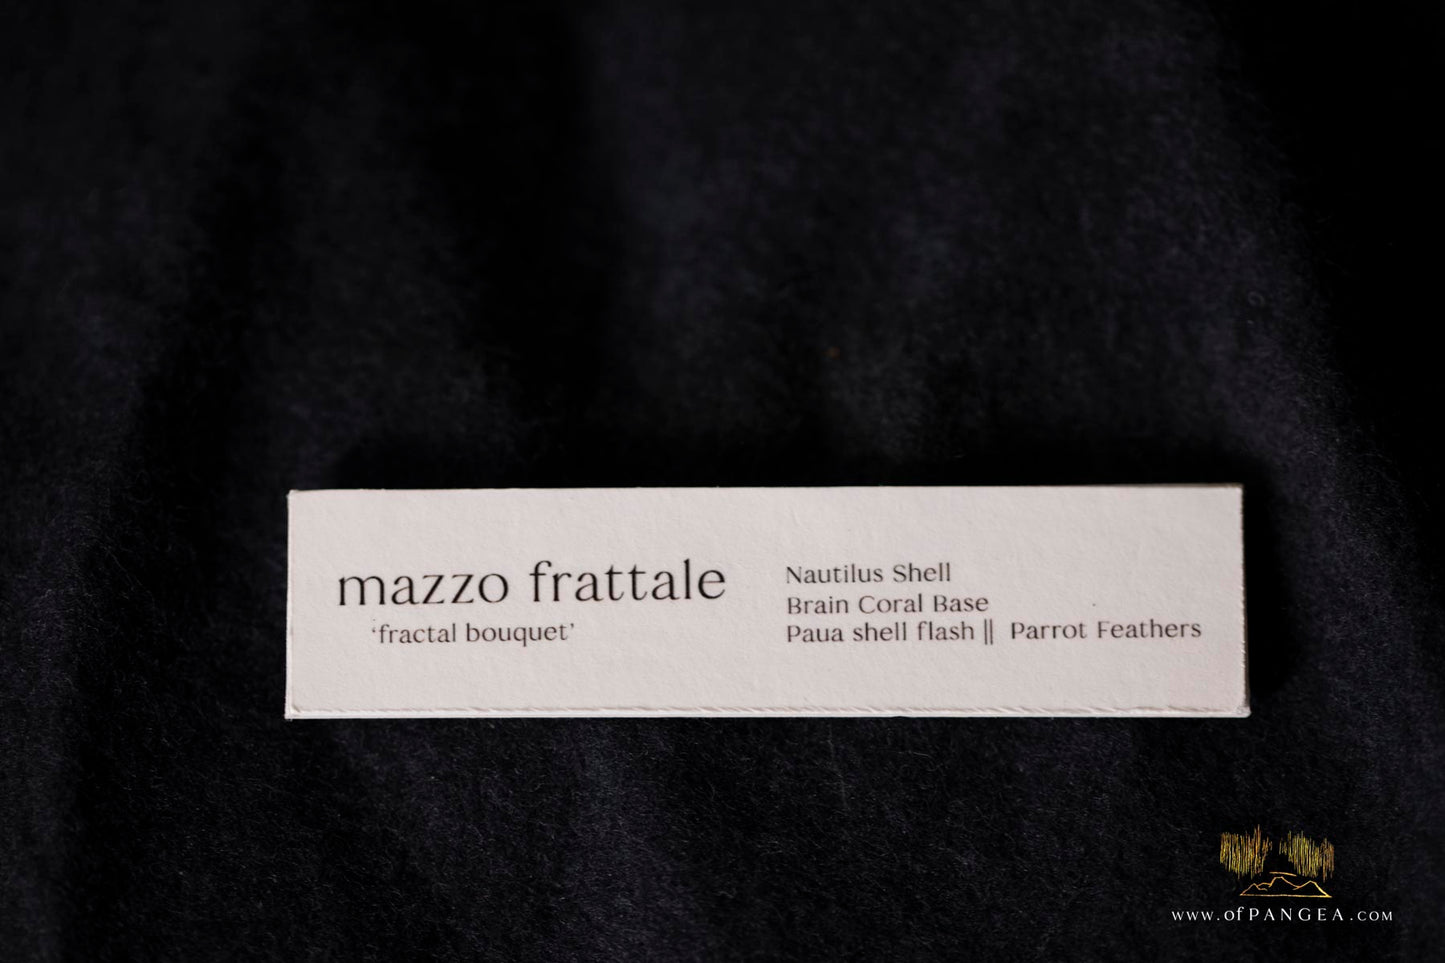 mazzo frattale
‘fractal bouquet’
Nautilus Shell
Brain Coral Base
Paua shell flash || Parrot Feathers
www.ofPANGEA.com